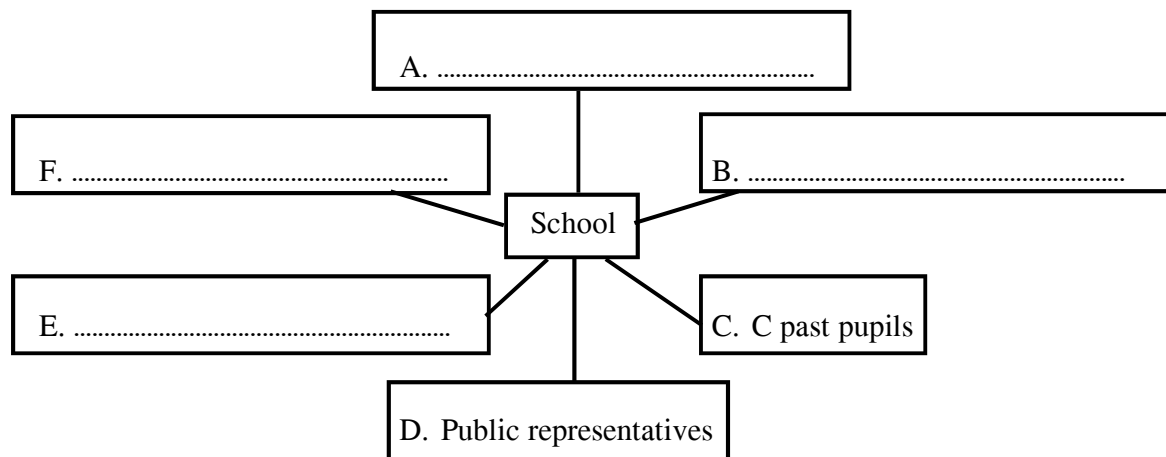 A. ...............................................................
F. ...............................................................
B. ...............................................................
School
E. ...............................................................
C. C past pupils
D. Public representatives